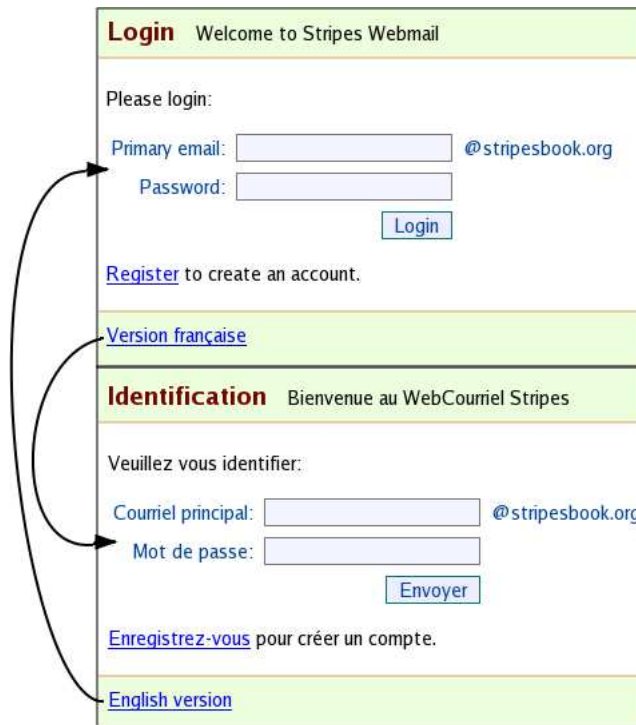 Login Welcome to Stripes Webmail
Please login:
Primary email: @stripesbook.org
Password:
Login
Register to create an account.
Version française
Identification Bienvenue au WebCourriel Stripes
Veuillez vous identifier:
Courriel principal: @stripesbook.org
Mot de passe:
Envoyer
Enregistrez-vous pour créer un compte.
English version